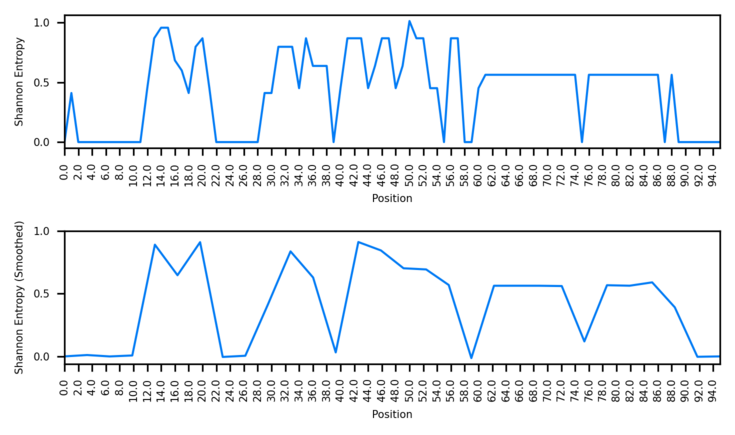 Shannon Entropy
1.0
0.5
0.0
0.0 2.0 4.0 6.0 8.0 10.0 12.0 14.0 16.0 18.0 20.0 22.0 24.0 26.0 28.0 30.0 32.0 34.0 36.0 38.0 40.0 42.0 44.0 46.0 48.0 50.0 52.0 54.0 56.0 58.0 60.0 62.0 64.0 66.0 68.0 70.0 72.0 74.0 76.0 78.0 80.0 82.0 84.0 86.0 88.0 90.0 92.0 94.0
Position
Shannon Entropy (Smoothed)
1.0
0.5
0.0
0.0 2.0 4.0 6.0 8.0 10.0 12.0 14.0 16.0 18.0 20.0 22.0 24.0 26.0 28.0 30.0 32.0 34.0 36.0 38.0 40.0 42.0 44.0 46.0 48.0 50.0 52.0 54.0 56.0 58.0 60.0 62.0 64.0 66.0 68.0 70.0 72.0 74.0 76.0 78.0 80.0 82.0 84.0 86.0 88.0 90.0 92.0 94.0
Position